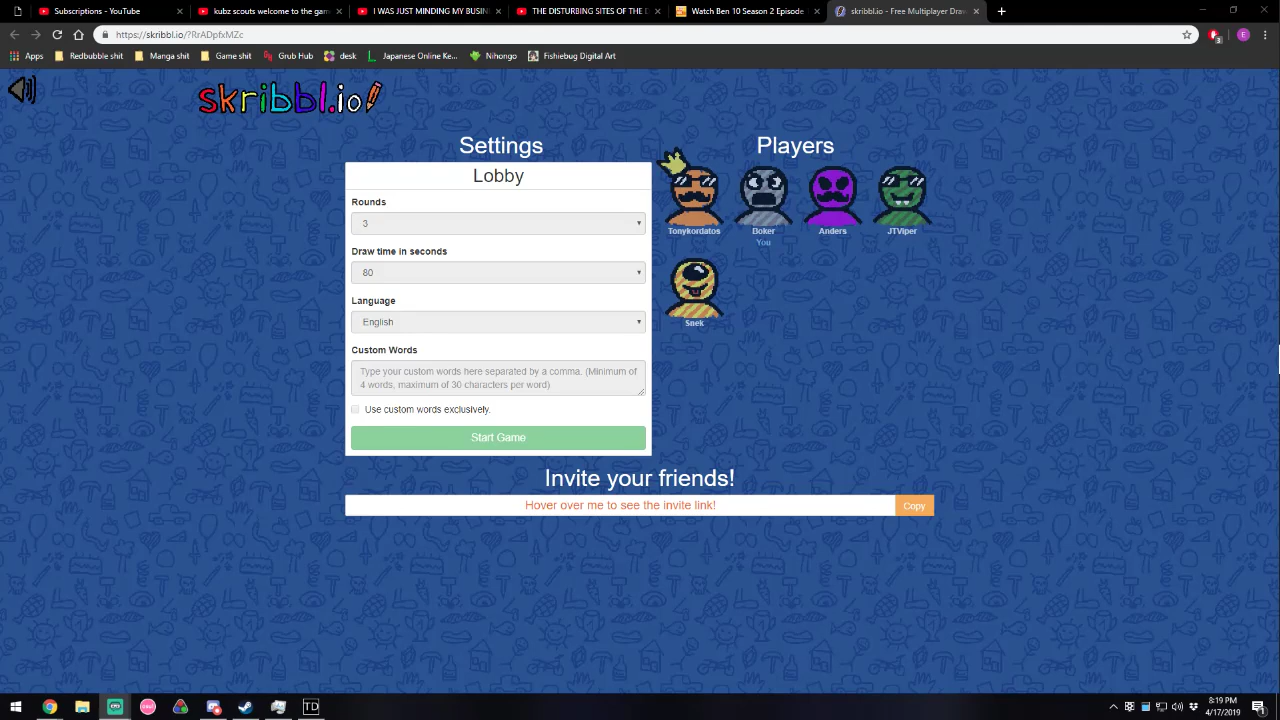 Subscriptions - YouTube
kubz scouts welcome to the gam
I WAS JUST MINDING MY BUSI
THE DISTURBING SITES OF THE D
Watch Ben 10 Season 2 Episode
skribbl.io - Free Multiplayer Draw
https://skribbl.io/?RrADpfxMZc
3
E
Apps
Redbubble shit
Manga shit
Game shit
Grub Hub
desk
Japanese Online Ke...
Nihongo
Fishiebug Digital Art
skribbl.io
Settings
Players
Lobby
Rounds
3
Draw time in seconds
80
Language
English
Custom Words
Type your custom words here separated by a comma. (Minimum of
4 words, maximum of 30 characters per word)
Use custom words exclusively.
Start Game
Tonykordatos
Boker
You
Anders
JTViper
Snek
Invite your friends!
Hover over me to see the invite link!
Copy
osu!
TD
8:19 PM
4/17/2019